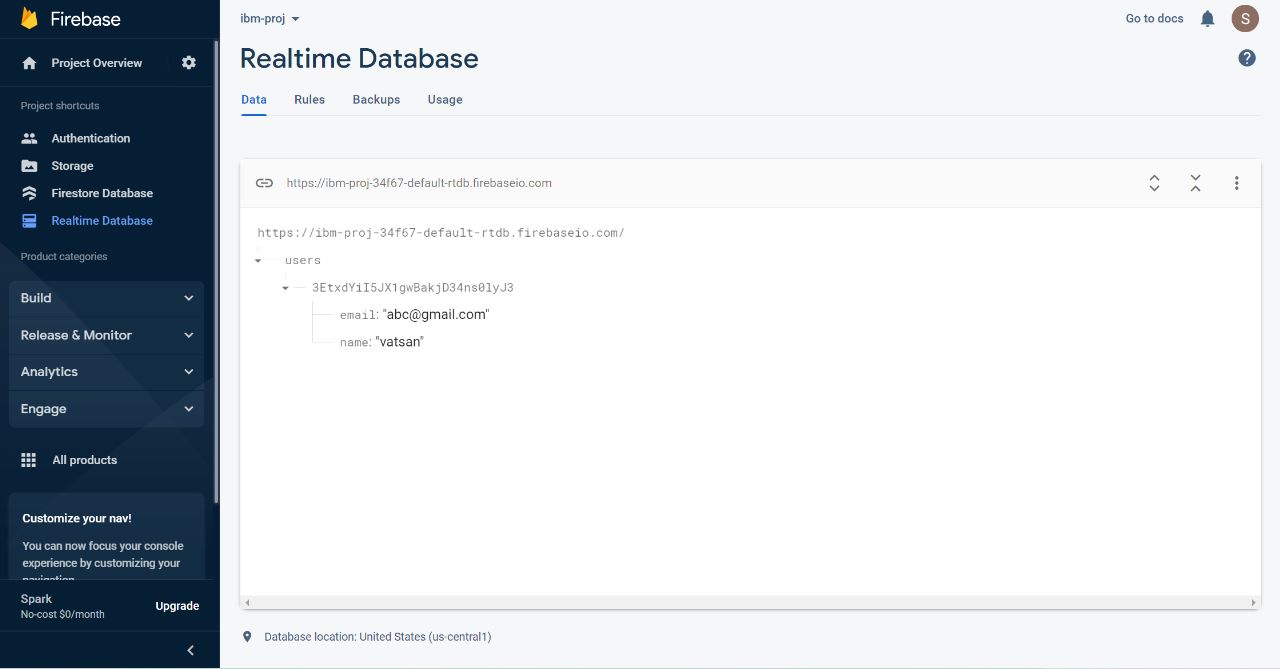 Firebase
Project Overview
Project shortcuts
Authentication
Storage
Firestore Database
Realtime Database
Product categories
Build
Release & Monitor
Analytics
Engage
All products
Customize your nav!
You can now focus your console
experience by customizing your
navigation
Spark
No-cost $0/month
Upgrade
ibm-proj
Go to docs
S
Realtime Database
?
Data Rules Backups Usage
https://ibm-proj-34f67-default-rtdb.firebaseio.com
https://ibm-proj-34f67-default-rtdb.firebaseio.com/
users
3EtxdYiI5JX1gwBakjD34ns0lyJ3
email: "abc@gmail.com"
name: "vatsan"
Database location: United States (us-central1)